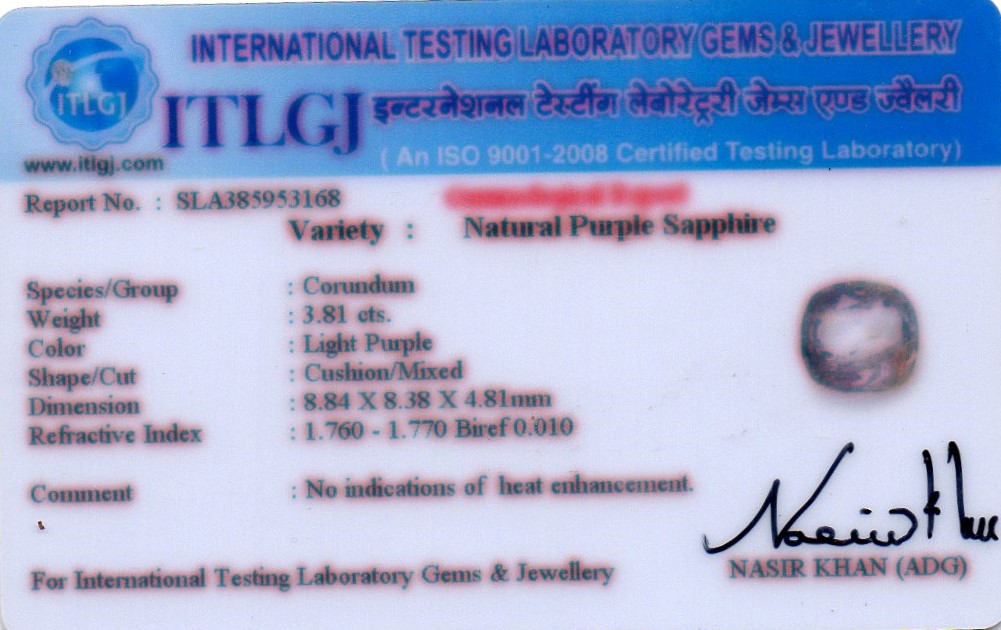 INTERNATIONAL TESTING LABORATORY GEMS & JEWELLERY
ITLGJ
ITLGJ इन्टरनेशनल टेस्टींग लेबोरेट्ररी जेम्स एण्ड ज्वैलरी
www.itlgj.com
( An ISO 9001-2008 Certified Testing Laboratory)
Report No. : SLA385953168
Variety : Natural Purple Sapphire
Species/Group : Corundum
Weight : 3.81 cts.
Color : Light Purple
Shape/Cut : Cushion/Mixed
Dimension : 8.84 X 8.38 X 4.81mm
Refractive Index : 1.760 - 1.770 Biref 0.010
Comment : No indications of heat enhancement.
NASIR KHAN (ADG)
For International Testing Laboratory Gems & Jewellery